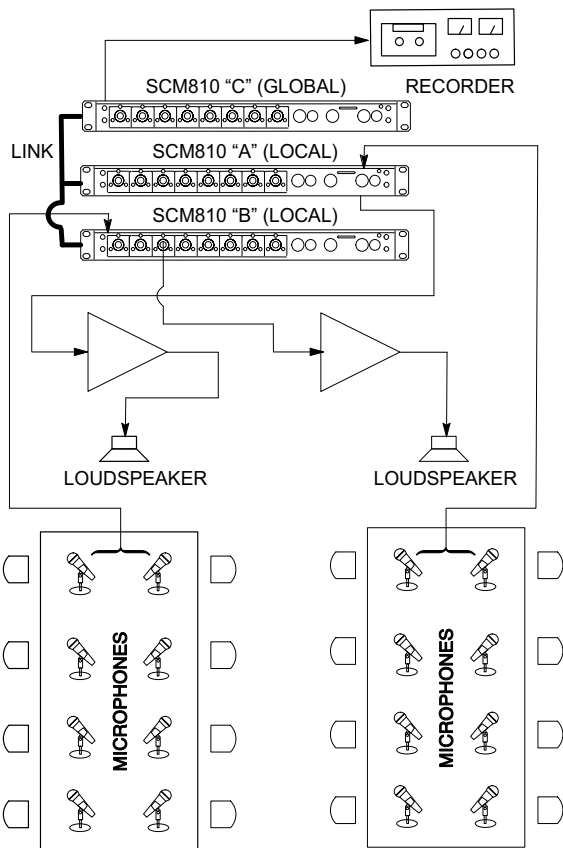 SCM810 “C” (GLOBAL)
RECORDER
LINK
SCM810 “A” (LOCAL)
SCM810 “B” (LOCAL)
LOUDSPEAKER
LOUDSPEAKER
MICROPHONES
MICROPHONES